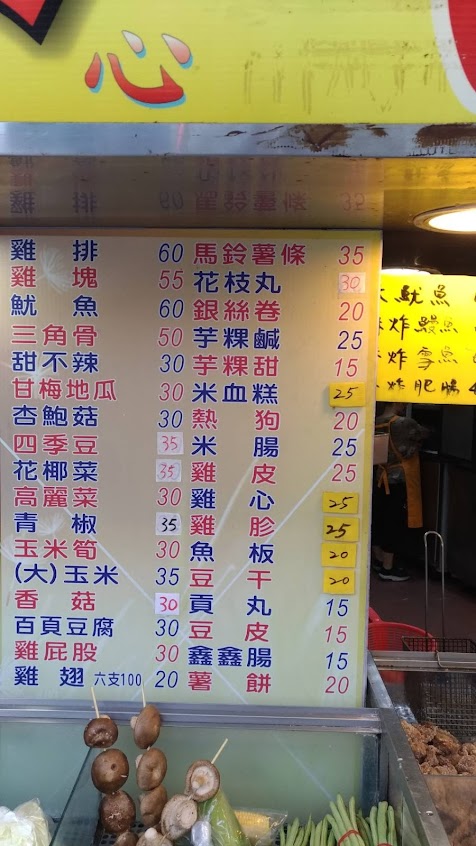 心
雞排 60
雞塊 55
魷魚 60
三角骨 50
甜不辣 30
甘梅地瓜 30
杏鮑菇 30
四季豆 35
花椰菜 35
高麗菜 30
青椒 35
玉米筍 30
(大)玉米 35
香菇 30
百頁豆腐 30
雞屁股 30
雞翅 六支100 20
馬鈴薯條 35
花枝丸 30
銀絲卷 20
芋粿鹹 25
芋粿甜 15
米血糕 25
熱狗 20
米腸 25
雞皮 25
雞心 25
雞胗 25
魚板 20
豆干 20
貢丸 15
豆皮 15
鑫鑫腸 15
薯餅 20
魷魚
炸鰻魚
炸雪魚
炸肥腸